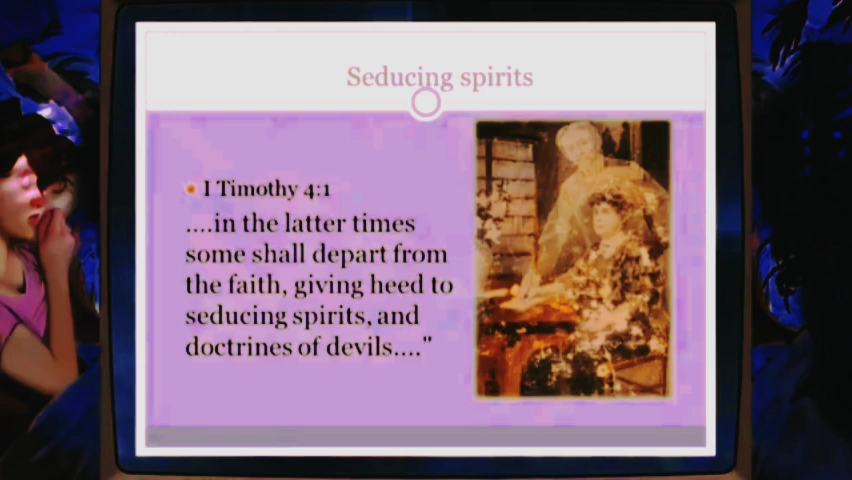 Seducing spirits
I Timothy 4:1
....in the latter times
some shall depart from
the faith, giving heed to
seducing spirits, and
doctrines of devils...."